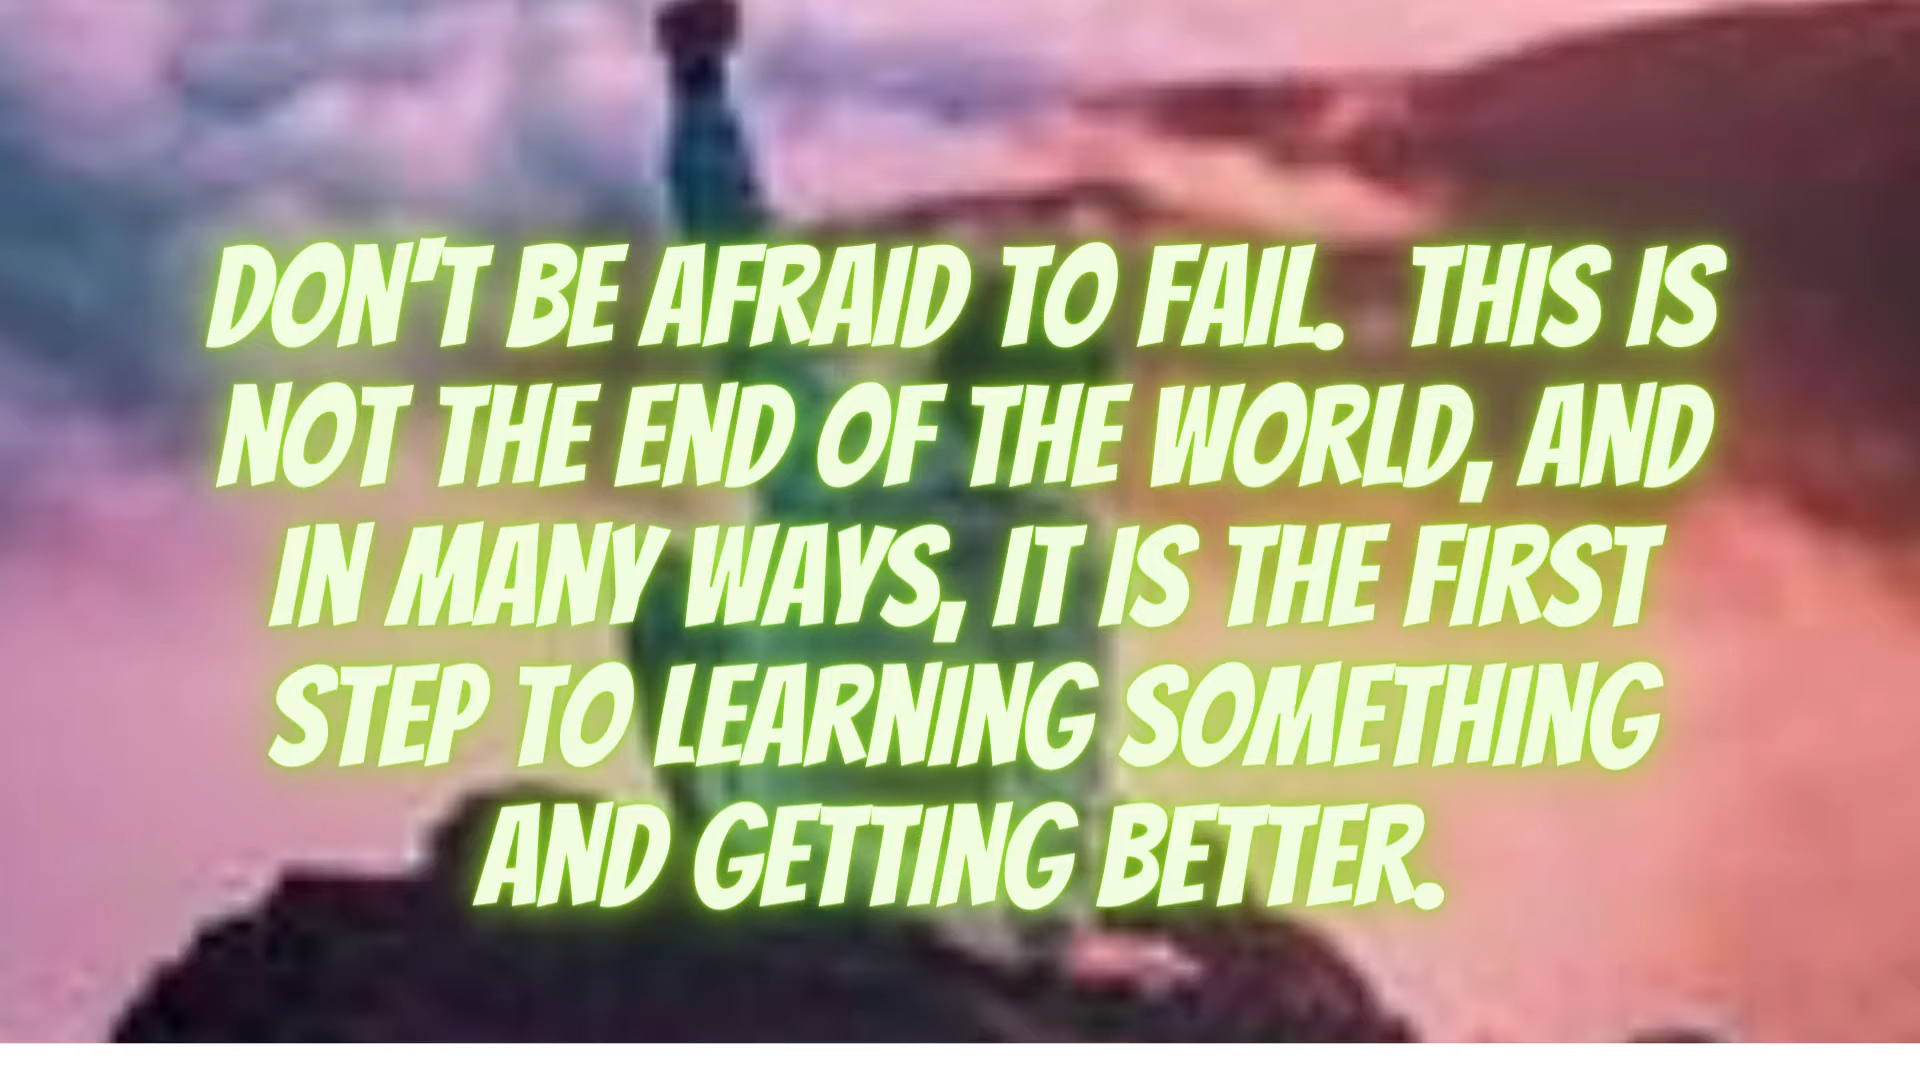 DON'T BE AFRAID TO FAIL. THIS IS
NOT THE END OF THE WORLD, AND
IN MANY WAYS, IT IS THE FIRST
STEP TO LEARNING SOMETHING
AND GETTING BETTER.